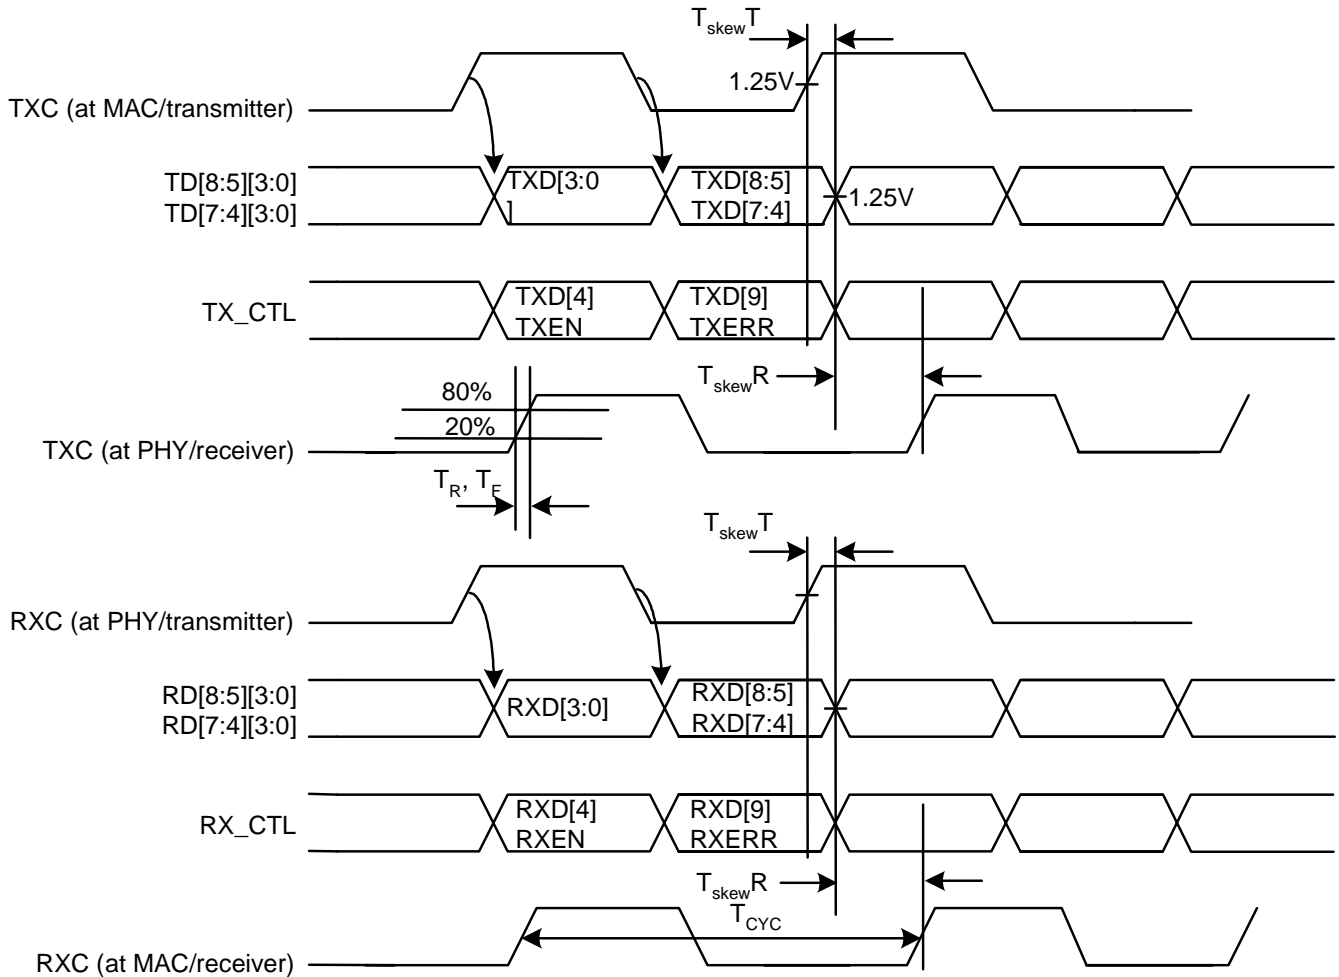 TskewT
1.25V
TXC (at MAC/transmitter)
TD[8:5][3:0]
TD[7:4][3:0]
TXD[3:0
]
TXD[8:5]
TXD[7:4]
1.25V
TX_CTL
TXD[4]
TXEN
TXD[9]
TXERR
TskewR
80%
20%
TXC (at PHY/receiver)
TR, TF
TskewT
RXC (at PHY/transmitter)
RD[8:5][3:0]
RD[7:4][3:0]
RXD[3:0]
RXD[8:5]
RXD[7:4]
RX_CTL
RXD[4]
RXEN
RXD[9]
RXERR
TskewR
TCYC
RXC (at MAC/receiver)